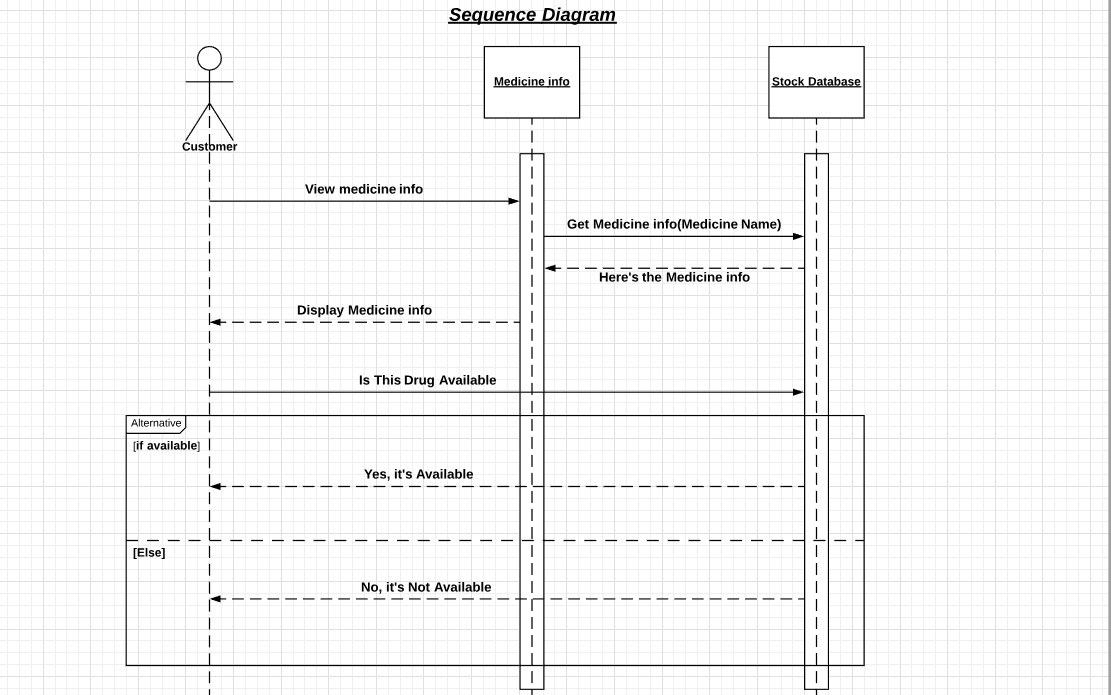 Sequence Diagram
Medicine info
Stock Database
Customer
View medicine info
Get Medicine info(Medicine Name)
Here's the Medicine info
Display Medicine info
Is This Drug Available
Alternative
[if available]
Yes, it's Available
[Else]
No, it's Not Available